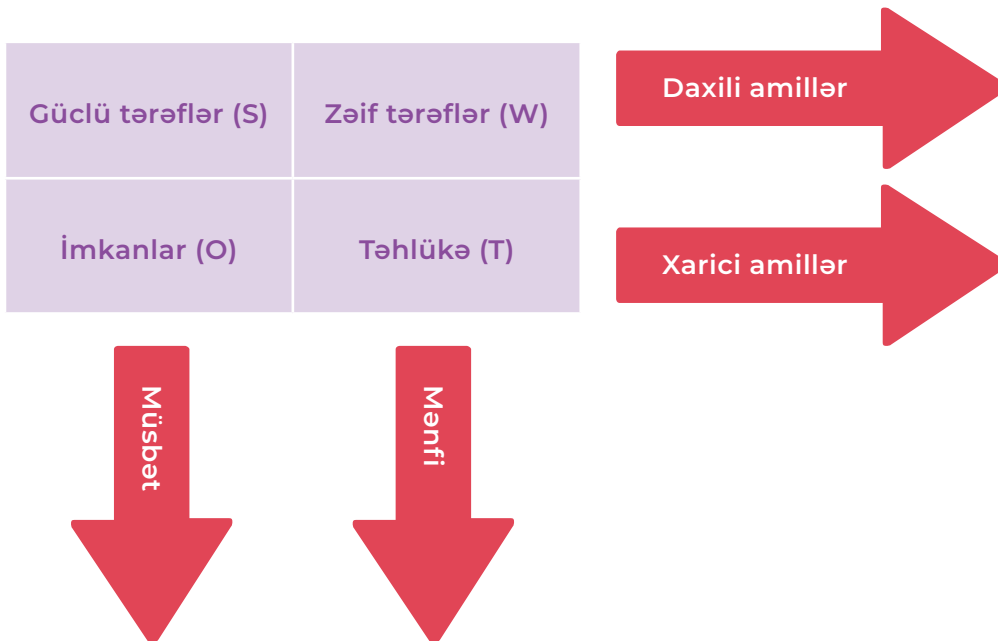 Güclü tərəflər (S)
Zəif tərəflər (W)
Daxili amillər
İmkanlar (O)
Təhlükə (T)
Xarici amillər
Müsbət
Mənfi